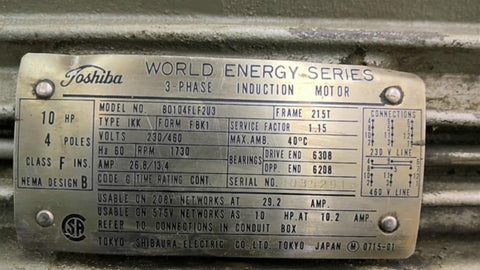 Toshiba WORLD ENERGY SERIES
3-PHASE INDUCTION MOTOR
10 HP
4 POLES
CLASS F INS.
NEMA DESIGN B
MODEL NO. B0104FLF2U3 FRAME 215T
TYPE IKK FORM FBK1 SERVICE FACTOR 1.15
VOLTS 230/460 MAX.AMB. 40°C
Hz 60 RPM 1730 BEARINGS DRIVE END 6308
AMP 26.8/13.4 OPP. END 6208
CODE G TIME RATING CONT. SERIAL NO.
USABLE ON 208V NETWORKS AT 29.2 AMP.
USABLE ON 575V NETWORKS AS 10 HP.AT 10.2 AMP.
REFER TO CONNECTIONS IN CONDUIT BOX
TOKYO SHIBAURA ELECTRIC CO.LTD. TOKYO JAPAN M 0715-01
CONNECTIONS
230 V LINE
460 V LINE
SA